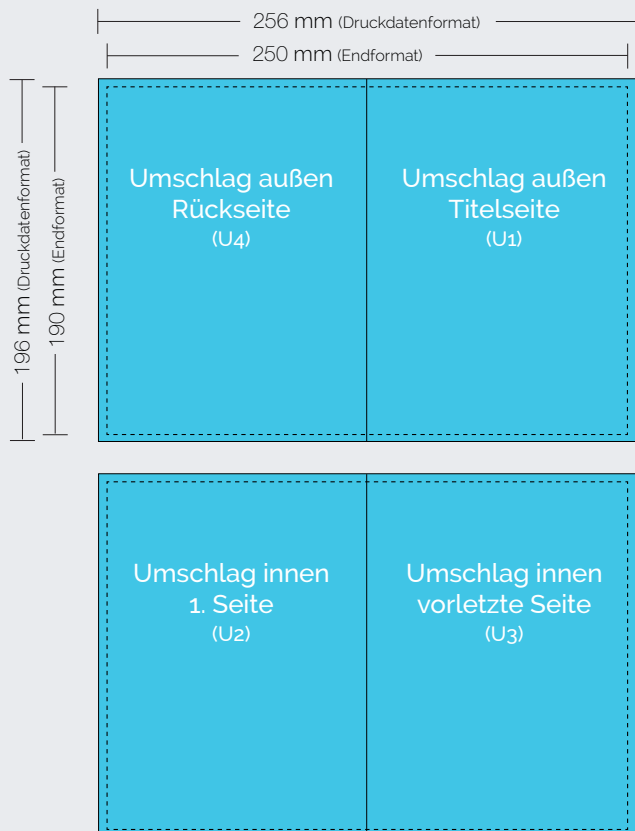 256 mm (Druckdatenformat)
250 mm (Endformat)
196 mm (Druckdatenformat)
190 mm (Endformat)
Umschlag außen
Rückseite
(U4)
Umschlag außen
Titelseite
(U1)
Umschlag innen
1. Seite
(U2)
Umschlag innen
vorletzte Seite
(U3)